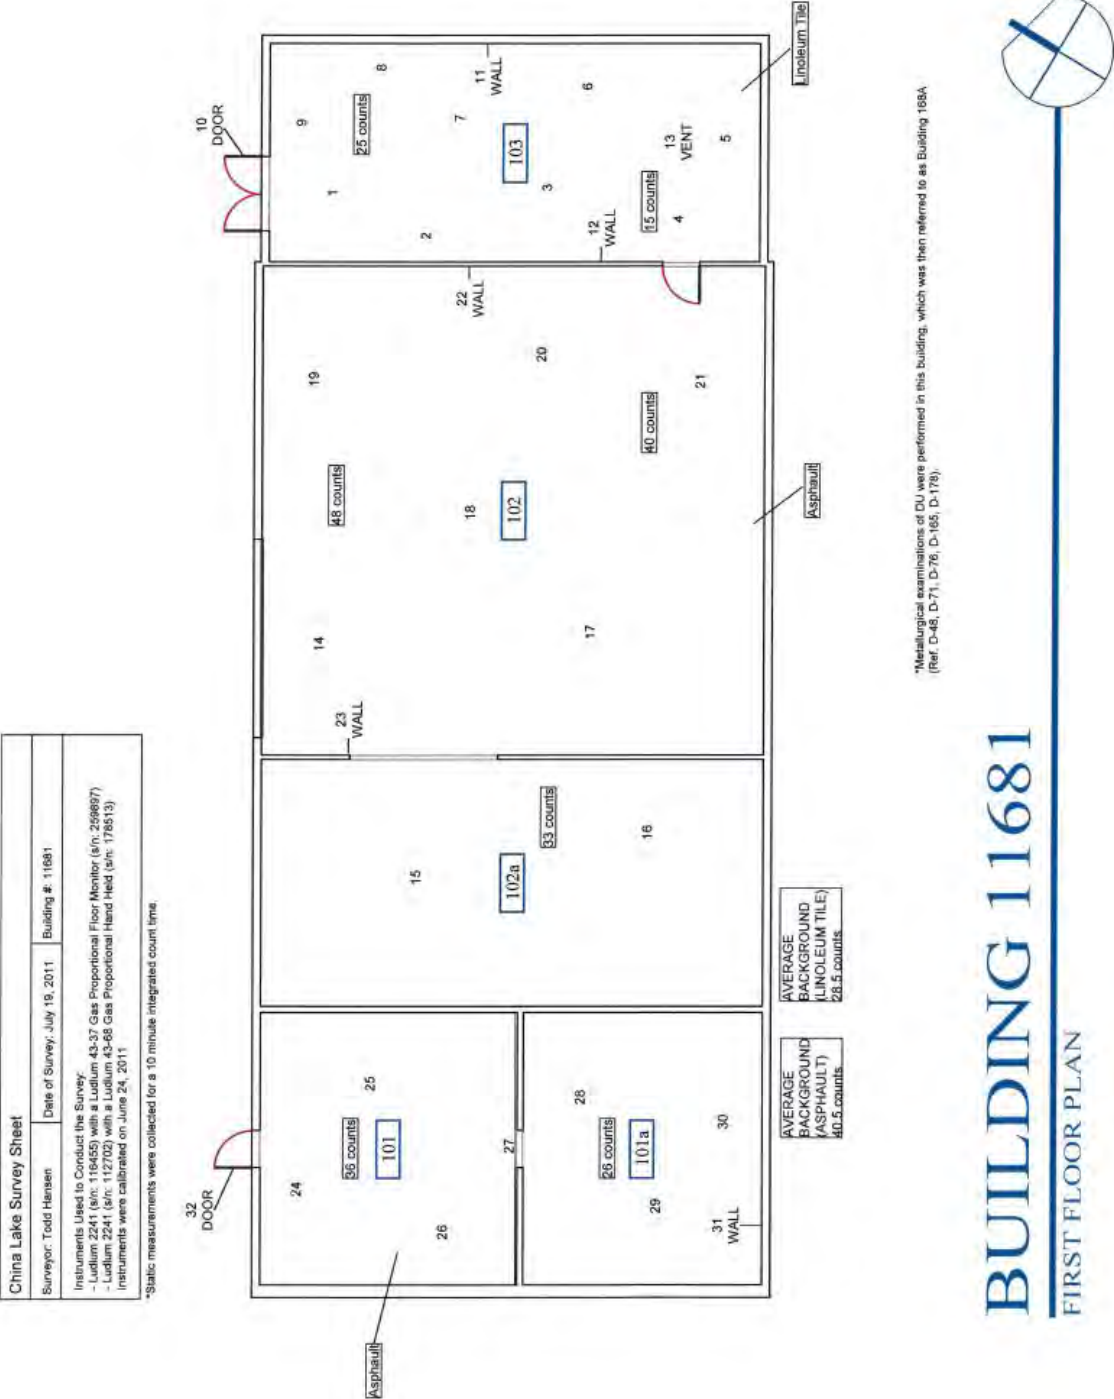 China Lake Survey Sheet
Surveyor: Todd Hansen
Date of Survey: July 19, 2011
Building #: 11681
Instruments Used to Conduct the Survey:
- Ludlum 2241 (s/n: 116455) with a Ludlum 43-37 Gas Proportional Floor Monitor (s/n: 259897)
- Ludlum 2241 (s/n: 112702) with a Ludlum 43-68 Gas Proportional Hand Held (s/n: 178513)
Instruments were calibrated on June 24, 2011
*Static measurements were collected for a 10 minute integrated count time.
32
DOOR
10
DOOR
24
25
36 counts
101
26
27
Asphault
28
26 counts
101a
29
30
31
WALL
15
102a
33 counts
16
23
WALL
14
19
48 counts
18
102
22
WALL
17
20
40 counts
21
Asphault
9
8
1
25 counts
2
7
11
WALL
103
3
6
12
WALL
15 counts
4
13
VENT
5
Linoleum Tile
AVERAGE
BACKGROUND
(ASPHAULT)
40.5 counts
AVERAGE
BACKGROUND
(LINOLEUM TILE)
28.5 counts
*Metallurgical examinations of DU were performed in this building, which was then referred to as Building 168A
(Ref. D-48, D-71, D-76, D-165, D-178).
BUILDING 11681
FIRST FLOOR PLAN